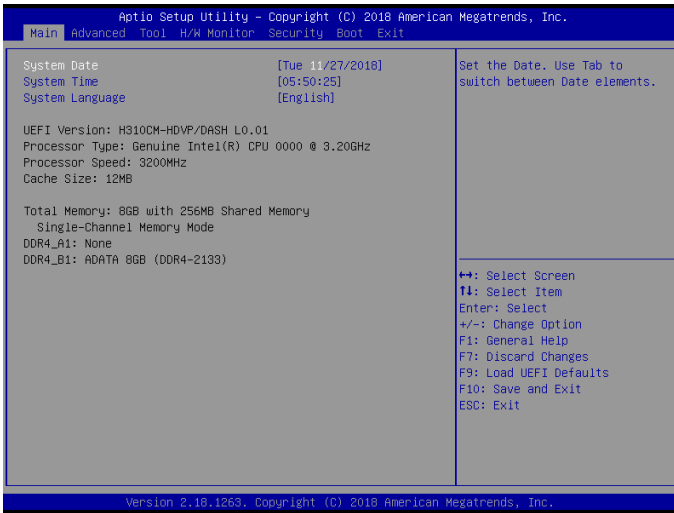 Aptio Setup Utility – Copyright (C) 2018 American Megatrends, Inc.
Main Advanced Tool H/W Monitor Security Boot Exit
System Date [Tue 11/27/2018]
System Time [05:50:25]
System Language [English]
UEFI Version: H310CM-HDVP/DASH L0.01
Processor Type: Genuine Intel(R) CPU 0000 @ 3.20GHz
Processor Speed: 3200MHz
Cache Size: 12MB
Total Memory: 8GB with 256MB Shared Memory
Single-Channel Memory Mode
DDR4_A1: None
DDR4_B1: ADATA 8GB (DDR4-2133)
Set the Date. Use Tab to
switch between Date elements.
↔: Select Screen
↑↓: Select Item
Enter: Select
+/-: Change Option
F1: General Help
F7: Discard Changes
F9: Load UEFI Defaults
F10: Save and Exit
ESC: Exit
Version 2.18.1263. Copyright (C) 2018 American Megatrends, Inc.